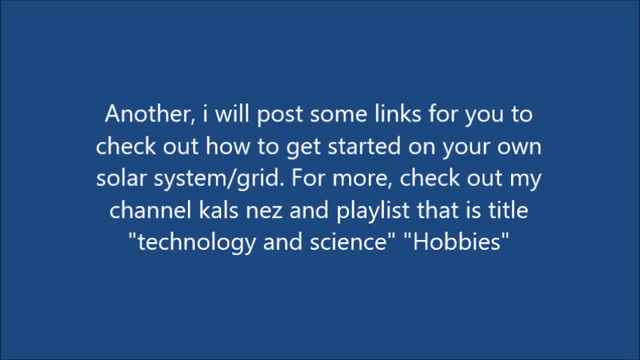 Another, i will post some links for you to
check out how to get started on your own
solar system/grid. For more, check out my
channel kals nez and playlist that is title
"technology and science" "Hobbies"